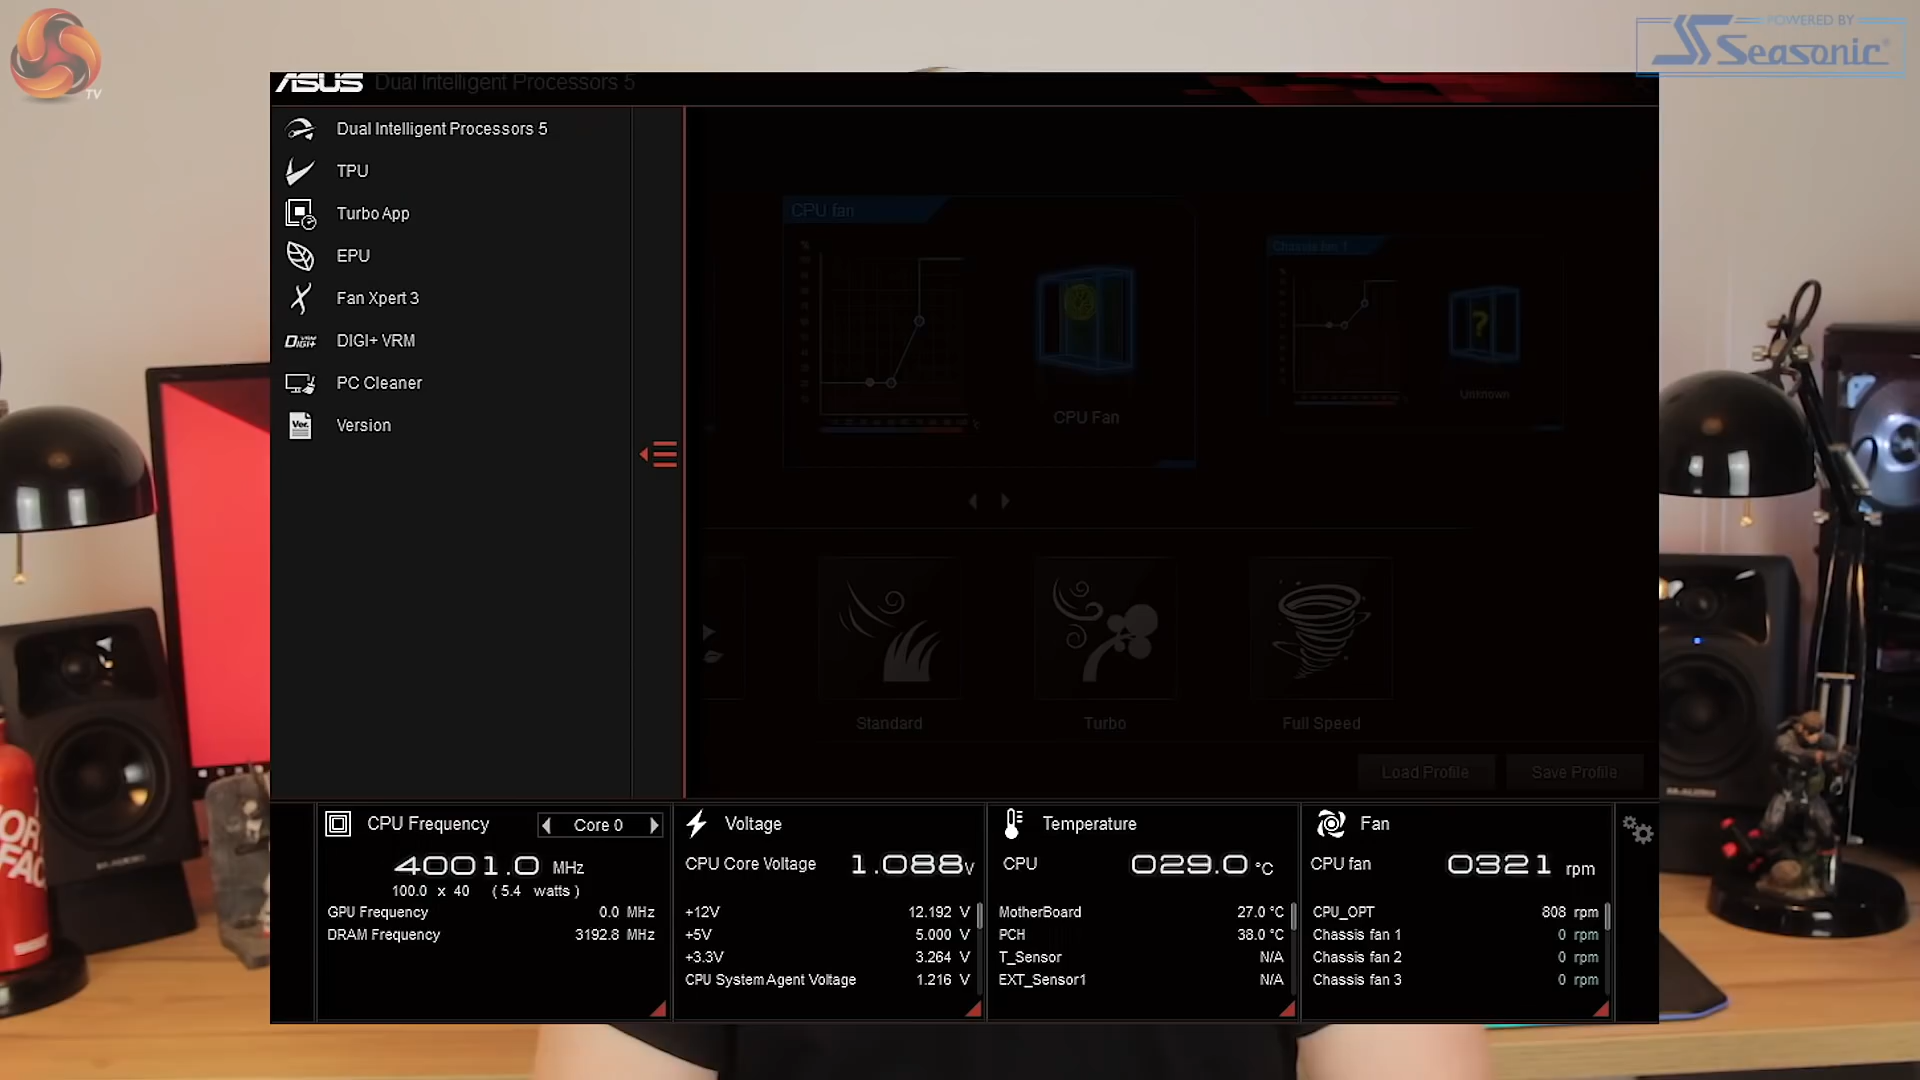 TV
POWERED BY
Seasonic
ASUS Dual Intelligent Processors 5
Dual Intelligent Processors 5
TPU
Turbo App
EPU
Fan Xpert 3
DIGI+ VRM
PC Cleaner
Ver. Version
CPU fan
CPU Fan
Chassis fan 1
Unknown
Standard
Turbo
Full Speed
Load Profile
Save Profile
CPU Frequency
Core 0
4001.0 MHz
100.0 x 40 ( 5.4 watts )
GPU Frequency 0.0 MHz
DRAM Frequency 3192.8 MHz
Voltage
CPU Core Voltage 1.088 V
+12V 12.192 V
+5V 5.000 V
+3.3V 3.264 V
CPU System Agent Voltage 1.216 V
Temperature
CPU 029.0 °C
MotherBoard 27.0 °C
PCH 38.0 °C
T_Sensor N/A
EXT_Sensor1 N/A
Fan
CPU fan 0321 rpm
CPU_OPT 808 rpm
Chassis fan 1 0 rpm
Chassis fan 2 0 rpm
Chassis fan 3 0 rpm